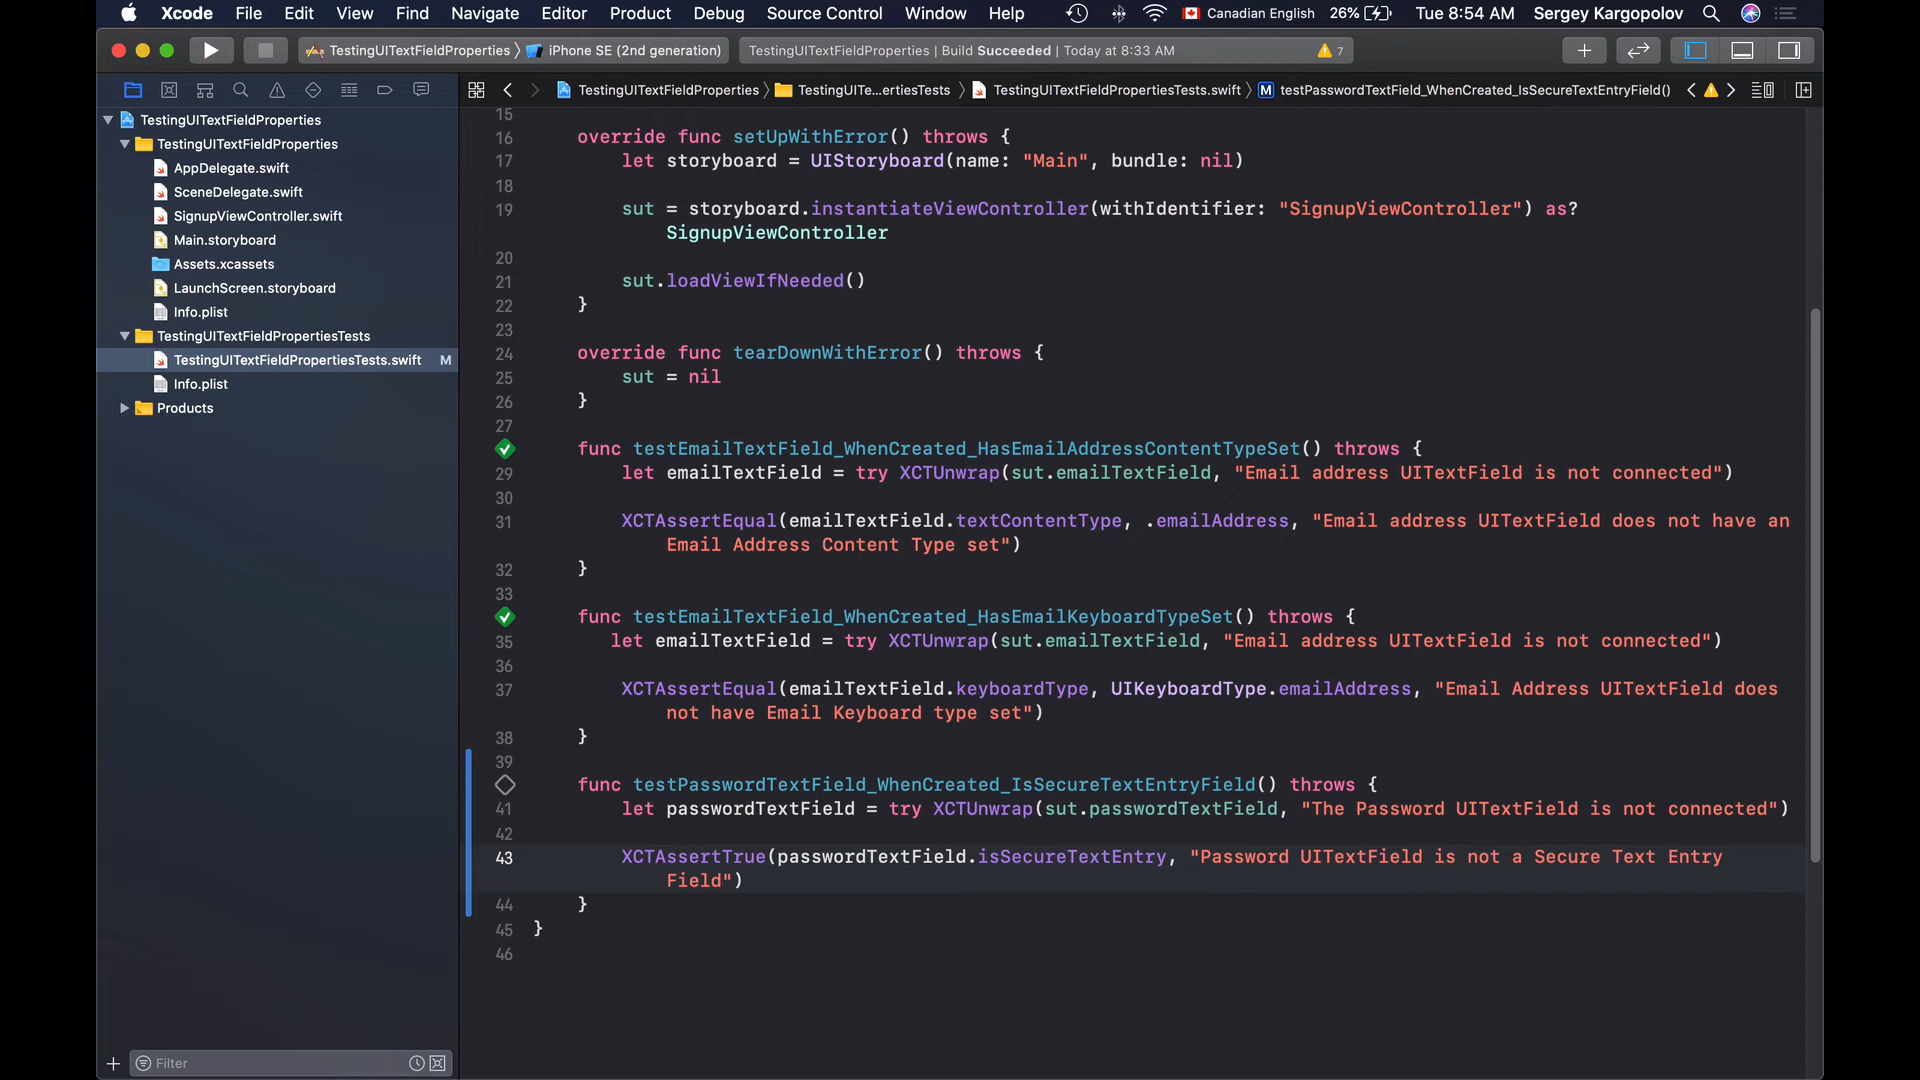 Xcode File Edit View Find Navigate Editor Product Debug Source Control Window Help Canadian English 26% Tue 8:54 AM Sergey Kargopolov
TestingUITextFieldProperties iPhone SE (2nd generation) TestingUITextFieldProperties | Build Succeeded | Today at 8:33 AM 7
TestingUITextFieldProperties TestingUITe...ertiesTests TestingUITextFieldPropertiesTests.swift M testPasswordTextField_WhenCreated_IsSecureTextEntryField()
TestingUITextFieldProperties
TestingUITextFieldProperties
AppDelegate.swift
SceneDelegate.swift
SignupViewController.swift
Main.storyboard
Assets.xcassets
LaunchScreen.storyboard
Info.plist
TestingUITextFieldPropertiesTests
TestingUITextFieldPropertiesTests.swift M
Info.plist
Products
Filter
15
16 override func setUpWithError() throws {
17 let storyboard = UIStoryboard(name: "Main", bundle: nil)
18
19 sut = storyboard.instantiateViewController(withIdentifier: "SignupViewController") as?
SignupViewController
20
21 sut.loadViewIfNeeded()
22 }
23
24 override func tearDownWithError() throws {
25 sut = nil
26 }
27
func testEmailTextField_WhenCreated_HasEmailAddressContentTypeSet() throws {
29 let emailTextField = try XCTUnwrap(sut.emailTextField, "Email address UITextField is not connected")
30
31 XCTAssertEqual(emailTextField.textContentType, .emailAddress, "Email address UITextField does not have an
Email Address Content Type set")
32 }
33
func testEmailTextField_WhenCreated_HasEmailKeyboardTypeSet() throws {
35 let emailTextField = try XCTUnwrap(sut.emailTextField, "Email address UITextField is not connected")
36
37 XCTAssertEqual(emailTextField.keyboardType, UIKeyboardType.emailAddress, "Email Address UITextField does
not have Email Keyboard type set")
38 }
39
func testPasswordTextField_WhenCreated_IsSecureTextEntryField() throws {
41 let passwordTextField = try XCTUnwrap(sut.passwordTextField, "The Password UITextField is not connected")
42
43 XCTAssertTrue(passwordTextField.isSecureTextEntry, "Password UITextField is not a Secure Text Entry
Field")
44 }
45 }
46